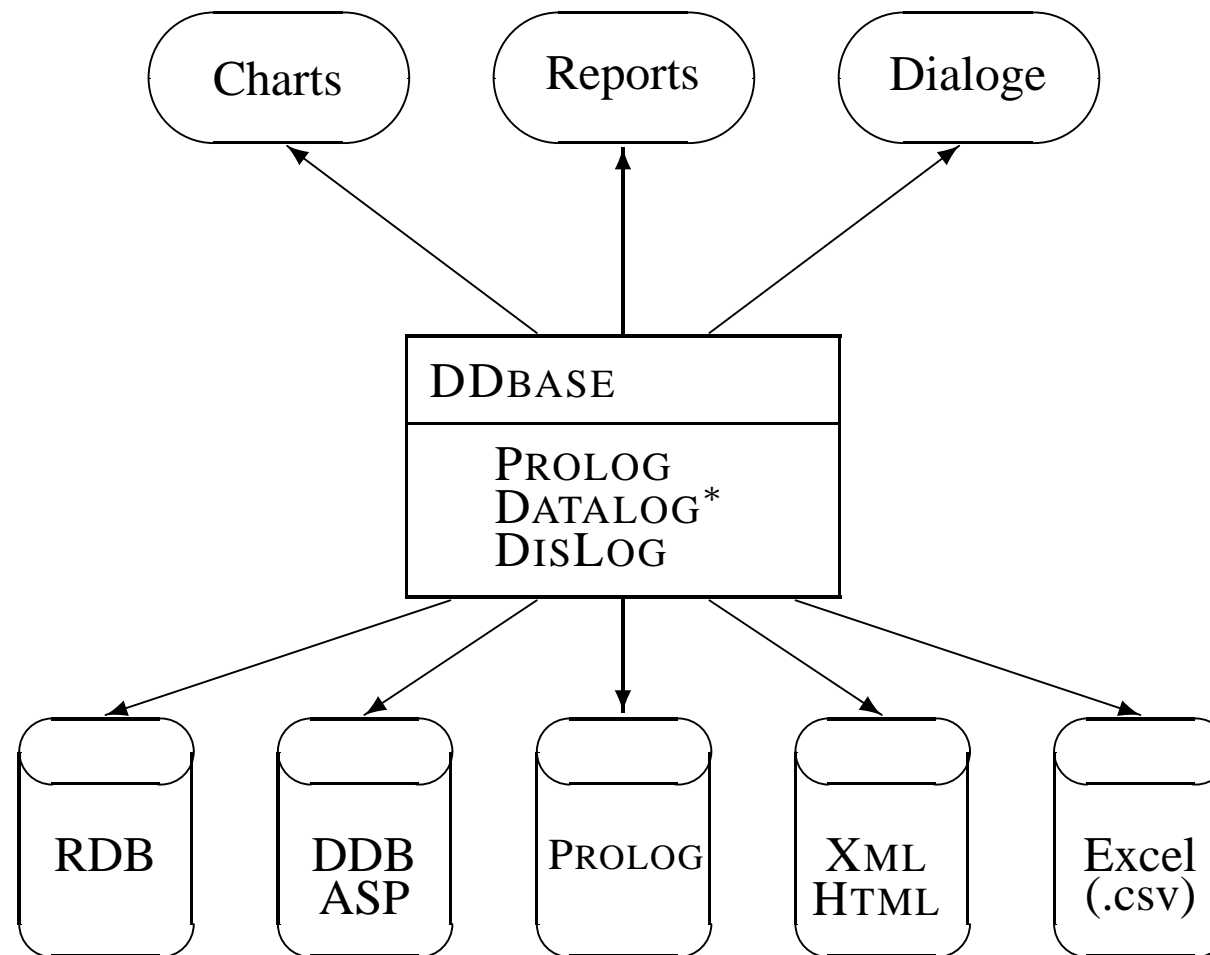 Charts
Reports
Dialoge
DDBASE
PROLOG
DATALOG*
DISLOG
RDB
DDB
ASP
PROLOG
XML
HTML
Excel
(.csv)